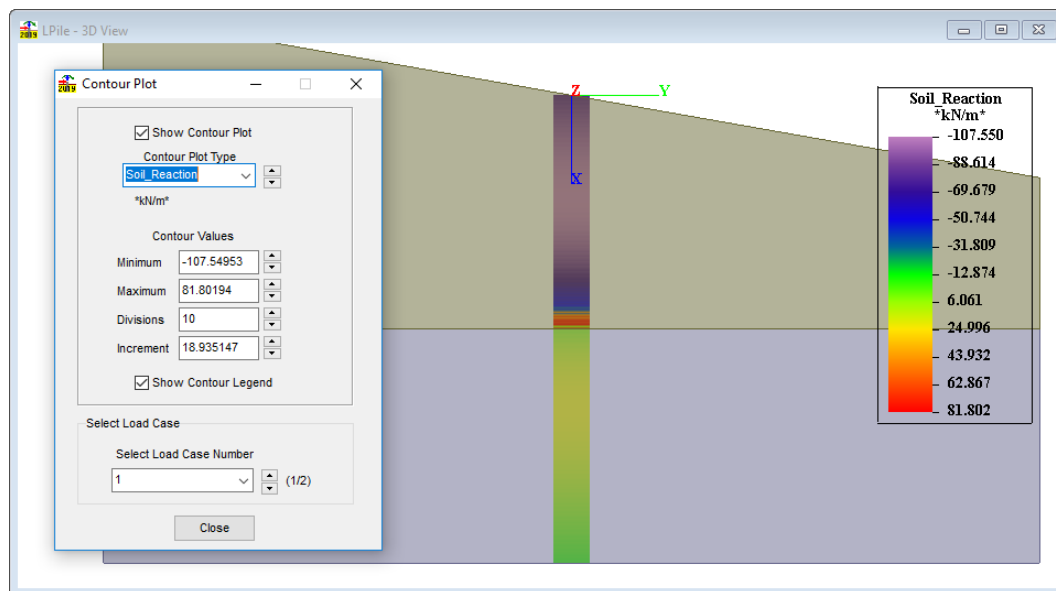 LPile - 3D View
2019
Contour Plot
2019
Show Contour Plot
Contour Plot Type
Soil_Reaction
*kN/m*
Contour Values
Minimum -107.54953
Maximum 81.80194
Divisions 10
Increment 18.935147
Show Contour Legend
Select Load Case
Select Load Case Number
1 (1/2)
Close
Z Y
X
Soil_Reaction
*kN/m*
-107.550
-88.614
-69.679
-50.744
-31.809
-12.874
6.061
24.996
43.932
62.867
81.802